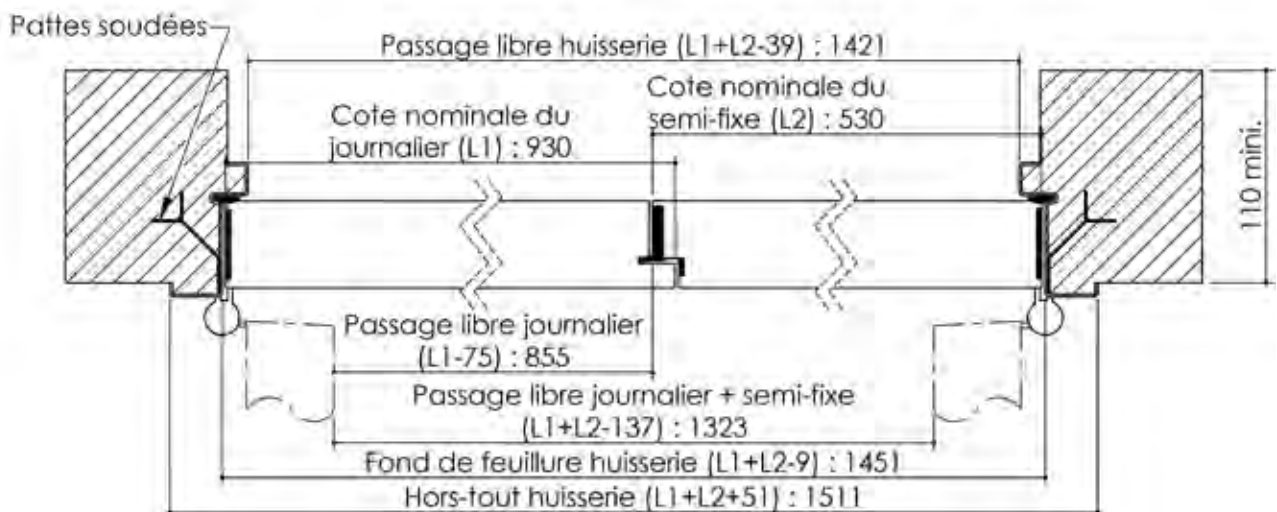 Pattes soudées
Passage libre huisserie (L1+L2-39) : 1421
Cote nominale du
semi-fixe (L2) : 530
Cote nominale du
journalier (L1) : 930
110 mini.
Passage libre journalier
(L1-75) : 855
Passage libre journalier + semi-fixe
(L1+L2-137) : 1323
Fond de feuillure huisserie (L1+L2-9) : 1451
Hors-tout huisserie (L1+L2+51) : 1511